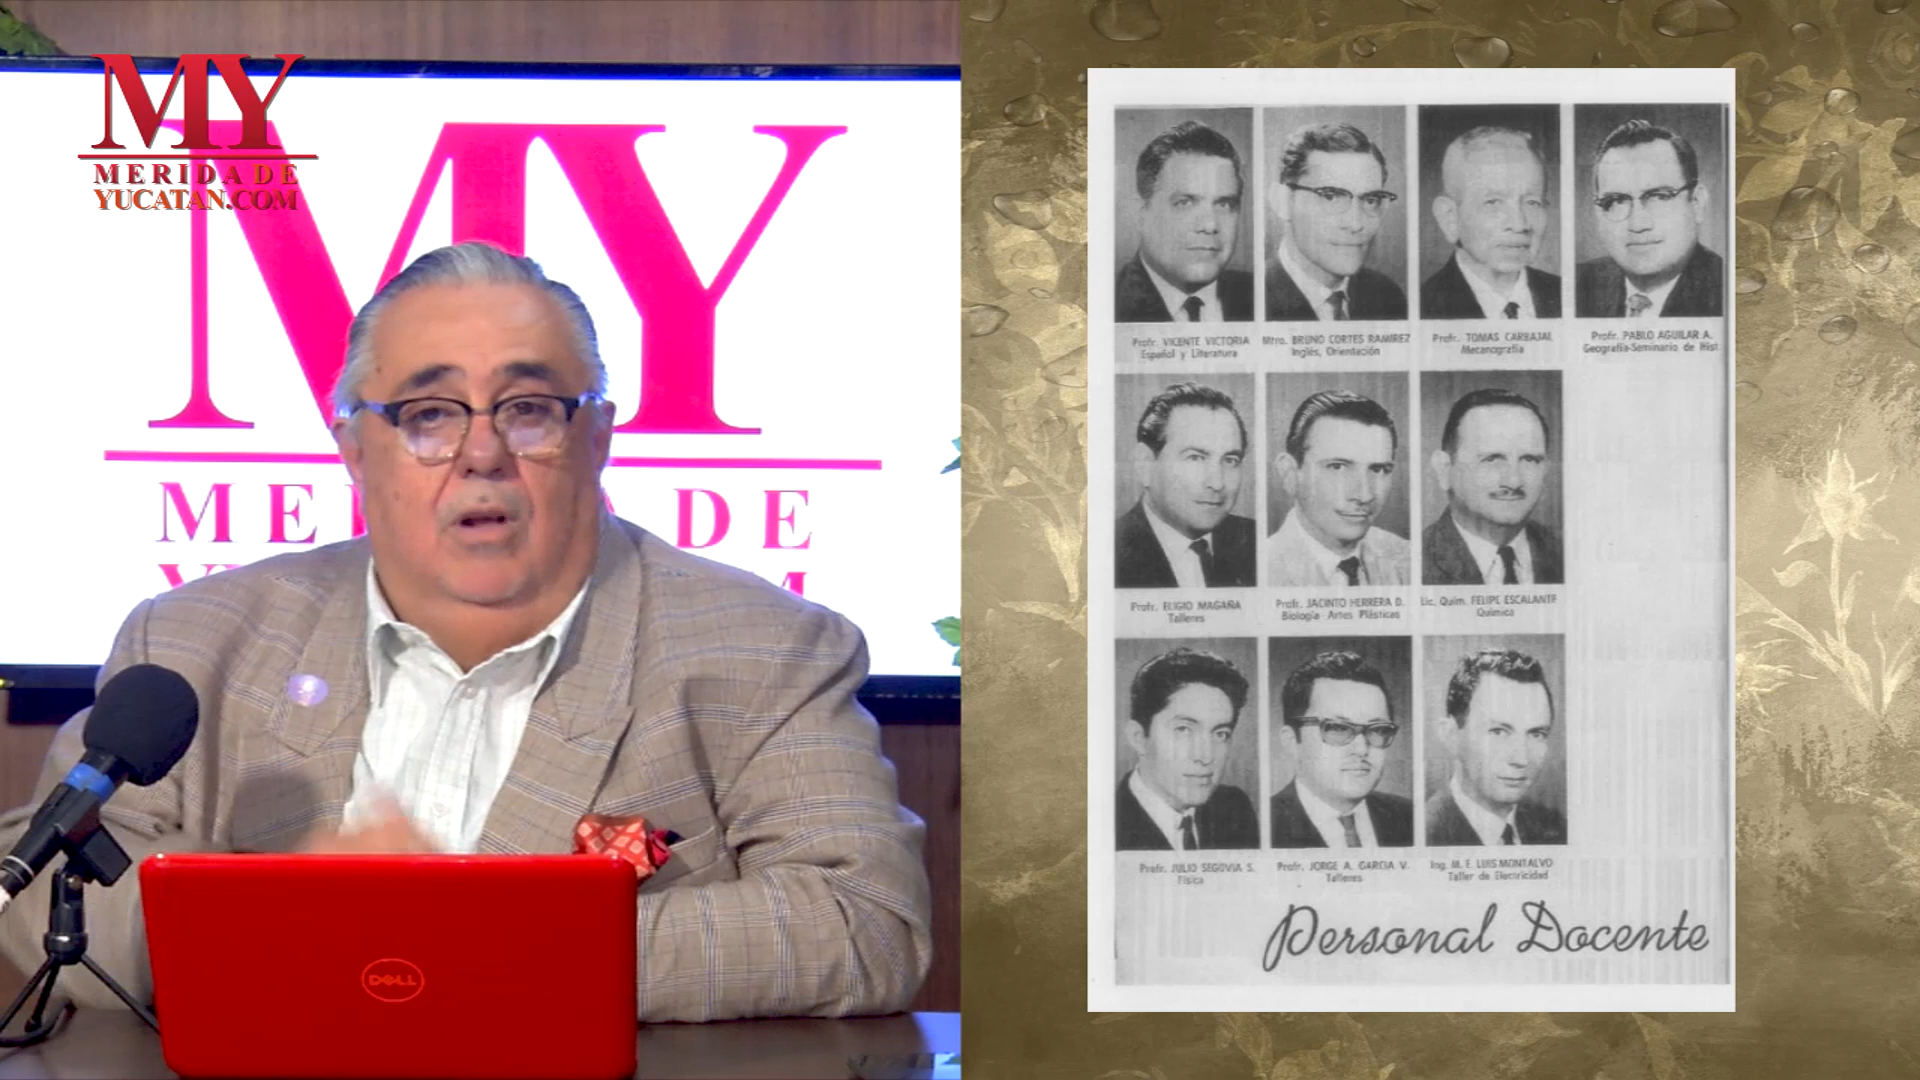 MY
MERIDA DE
YUCATAN.COM
MY
MERIDA DE
DELL
Profr. VICENTE VICTORIA
Español y Literatura
Mtro. BRUNO CORTES RAMIREZ
Inglés, Orientación
Profr. TOMAS CARBAJAL
Mecanografía
Profr. PABLO AGUILAR A.
Geografía-Seminario de Hist.
Profr. ELIGIO MAGAÑA
Talleres
Profr. JACINTO HERRERA D.
Biología- Artes Plásticas
Lic. Quim. FELIPE ESCALANTE
Química
Profr. JULIO SEGOVIA S.
Física
Profr. JORGE A. GARCIA V.
Talleres
Ing. M. E. LUIS MONTALVO
Taller de Electricidad
Personal Docente